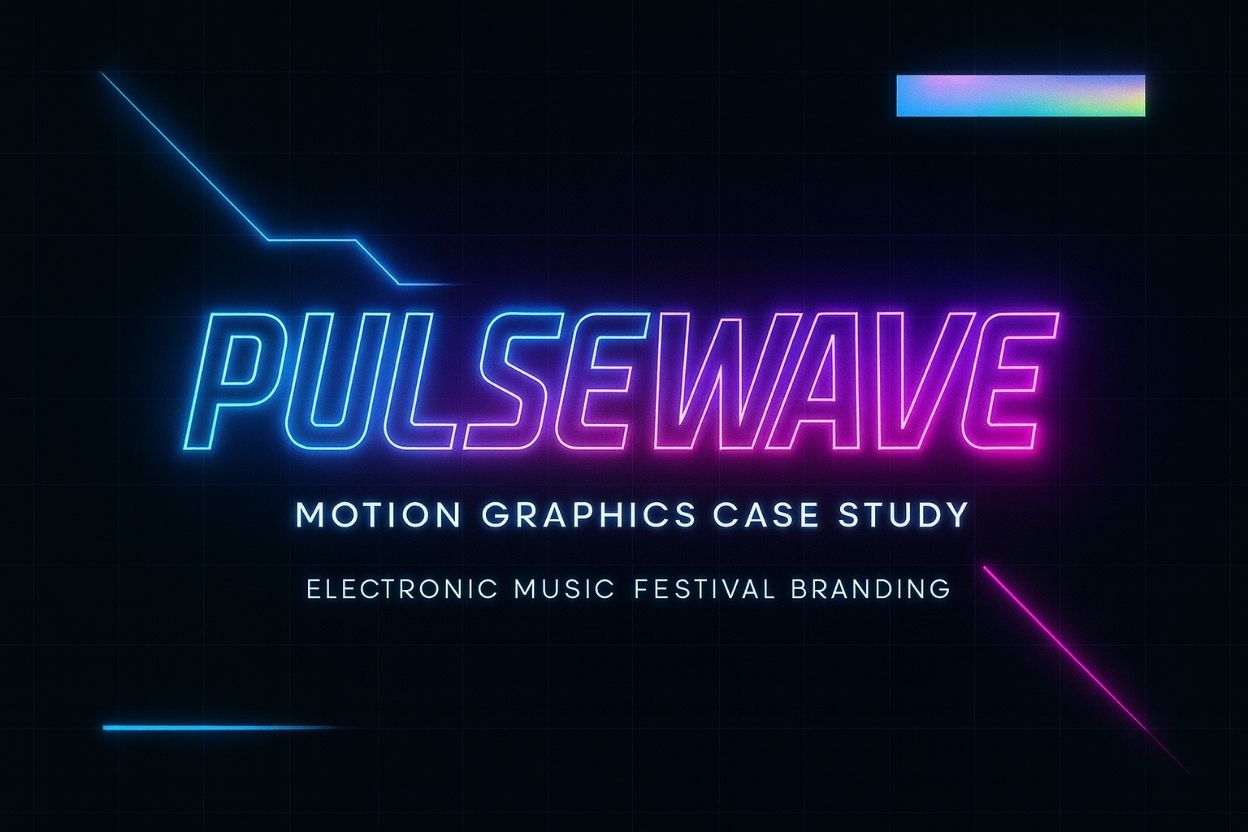 PULSEWAVE
MOTION GRAPHICS CASE STUDY
ELECTRONIC MUSIC FESTIVAL BRANDING